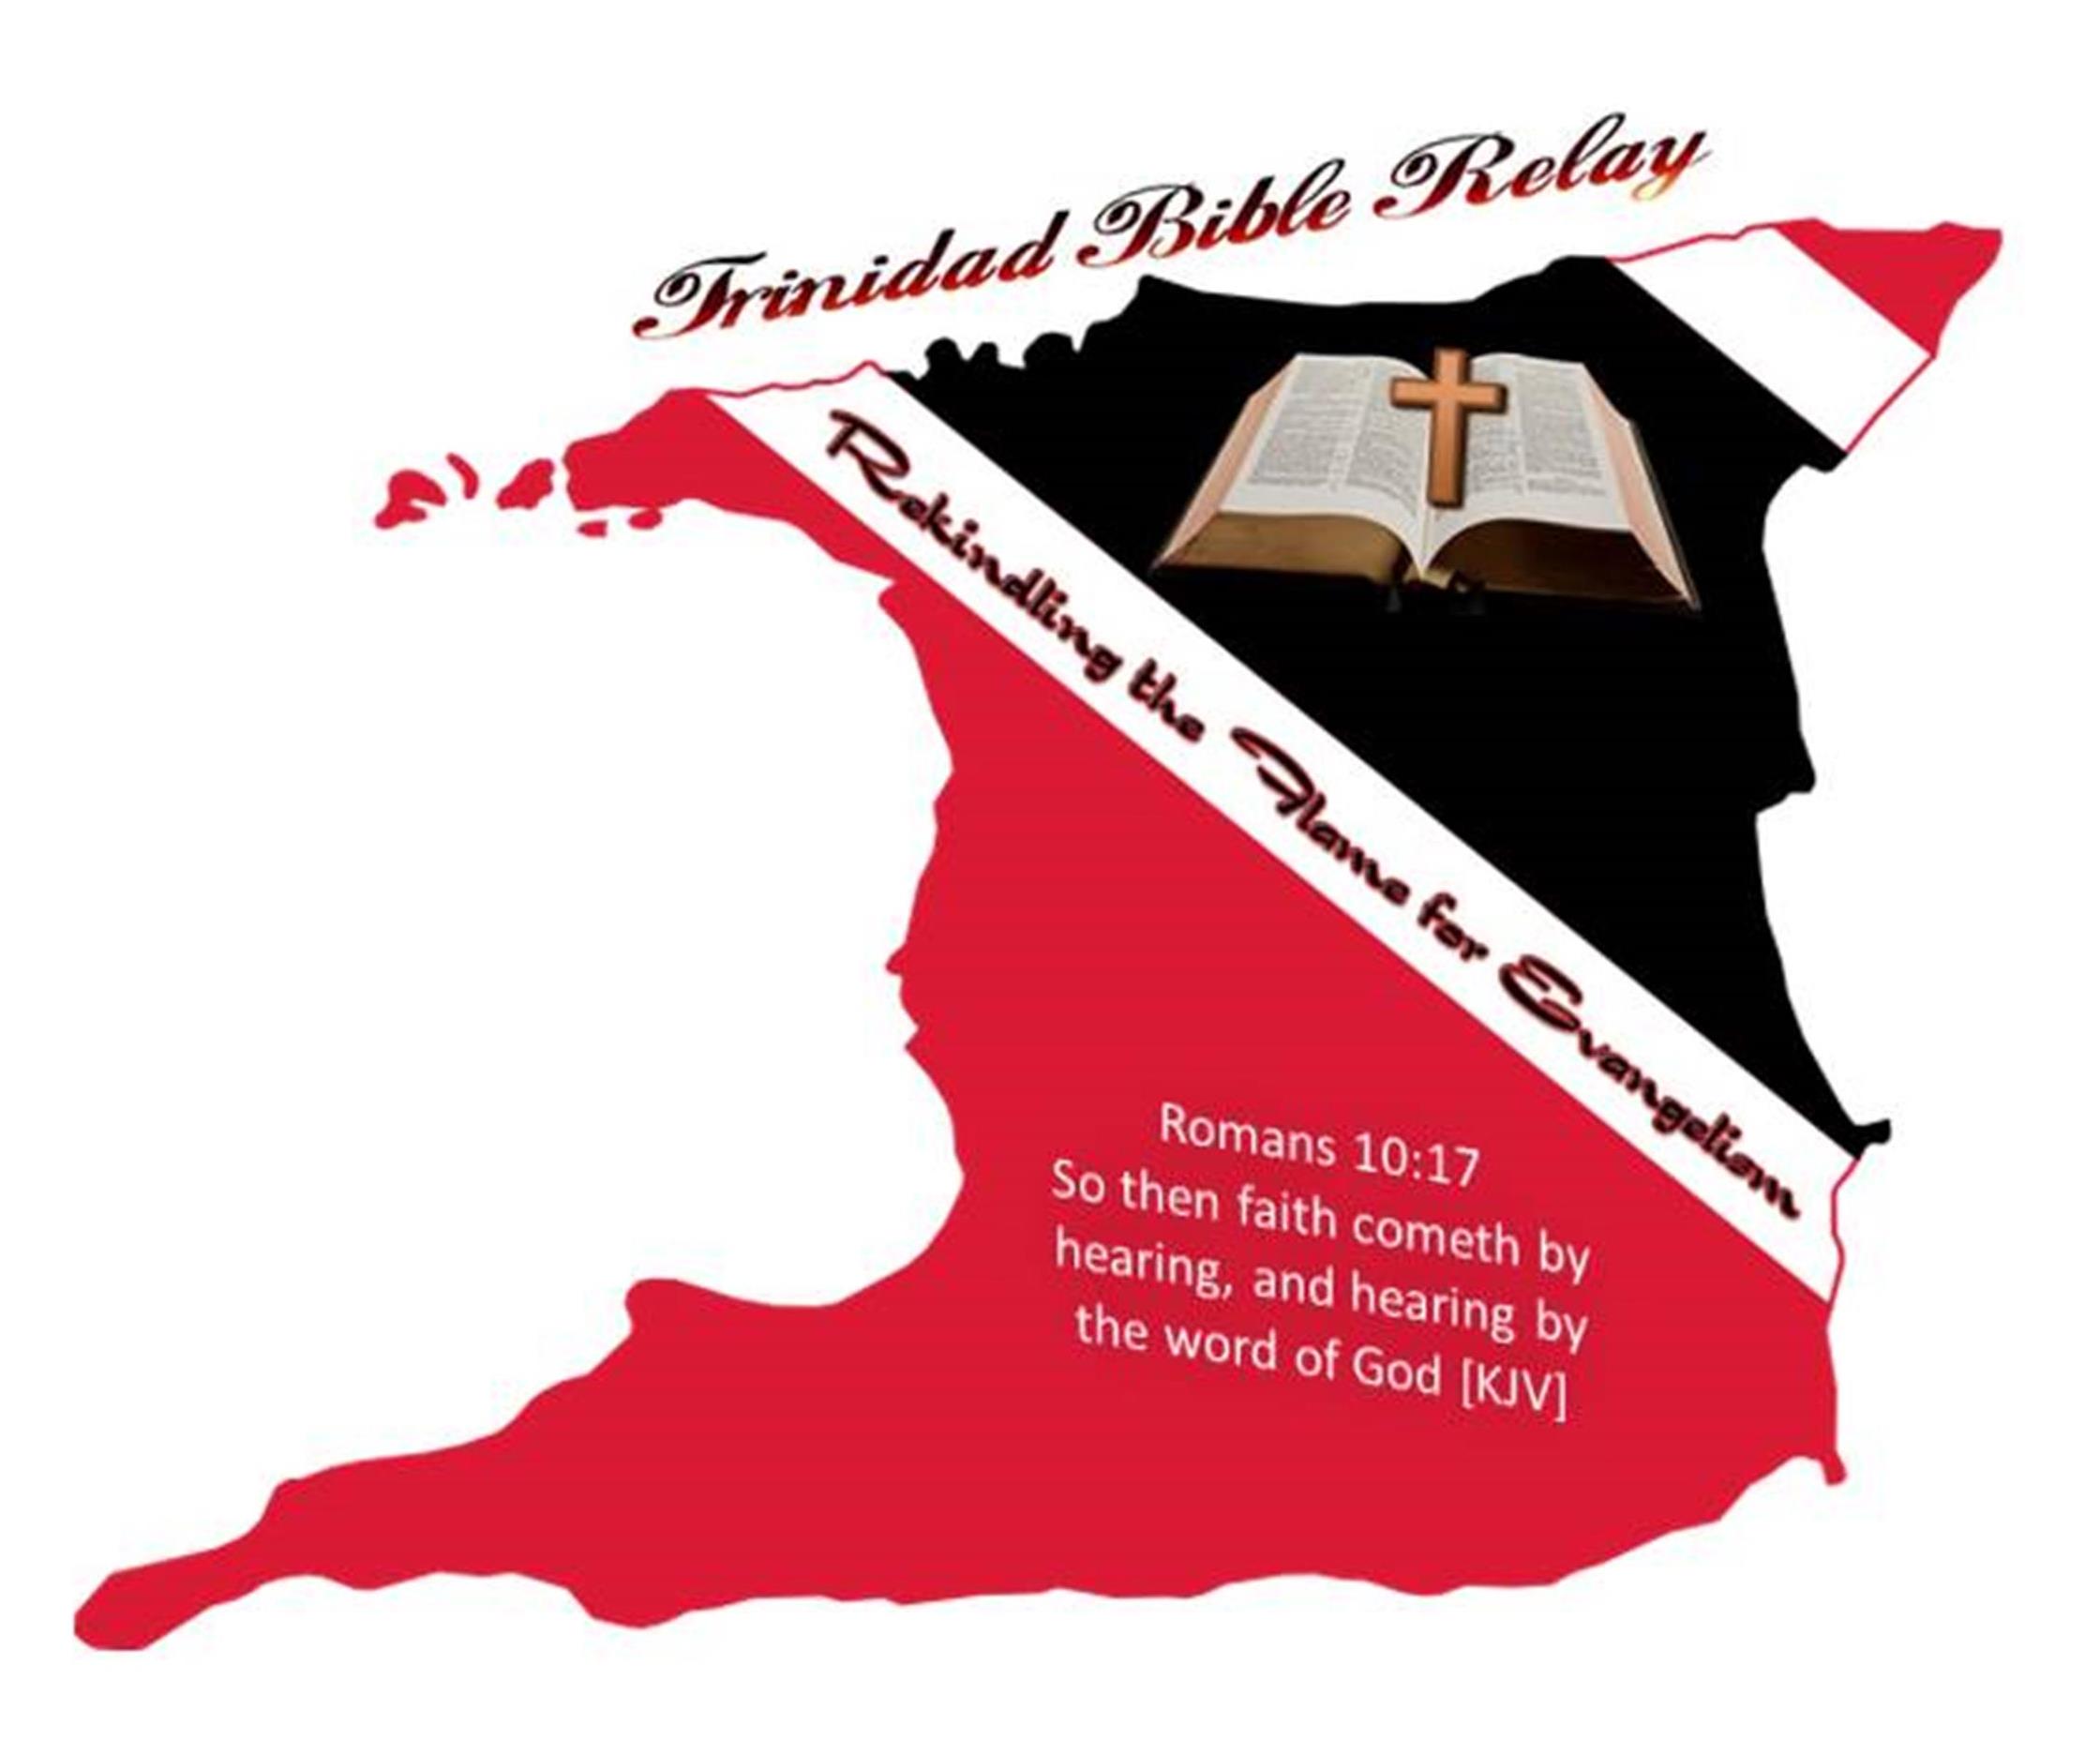 Trinidad Bible Relay
Rekindling the Flame for Evangelism
Romans 10:17
So then faith cometh by
hearing, and hearing by
the word of God [KJV]